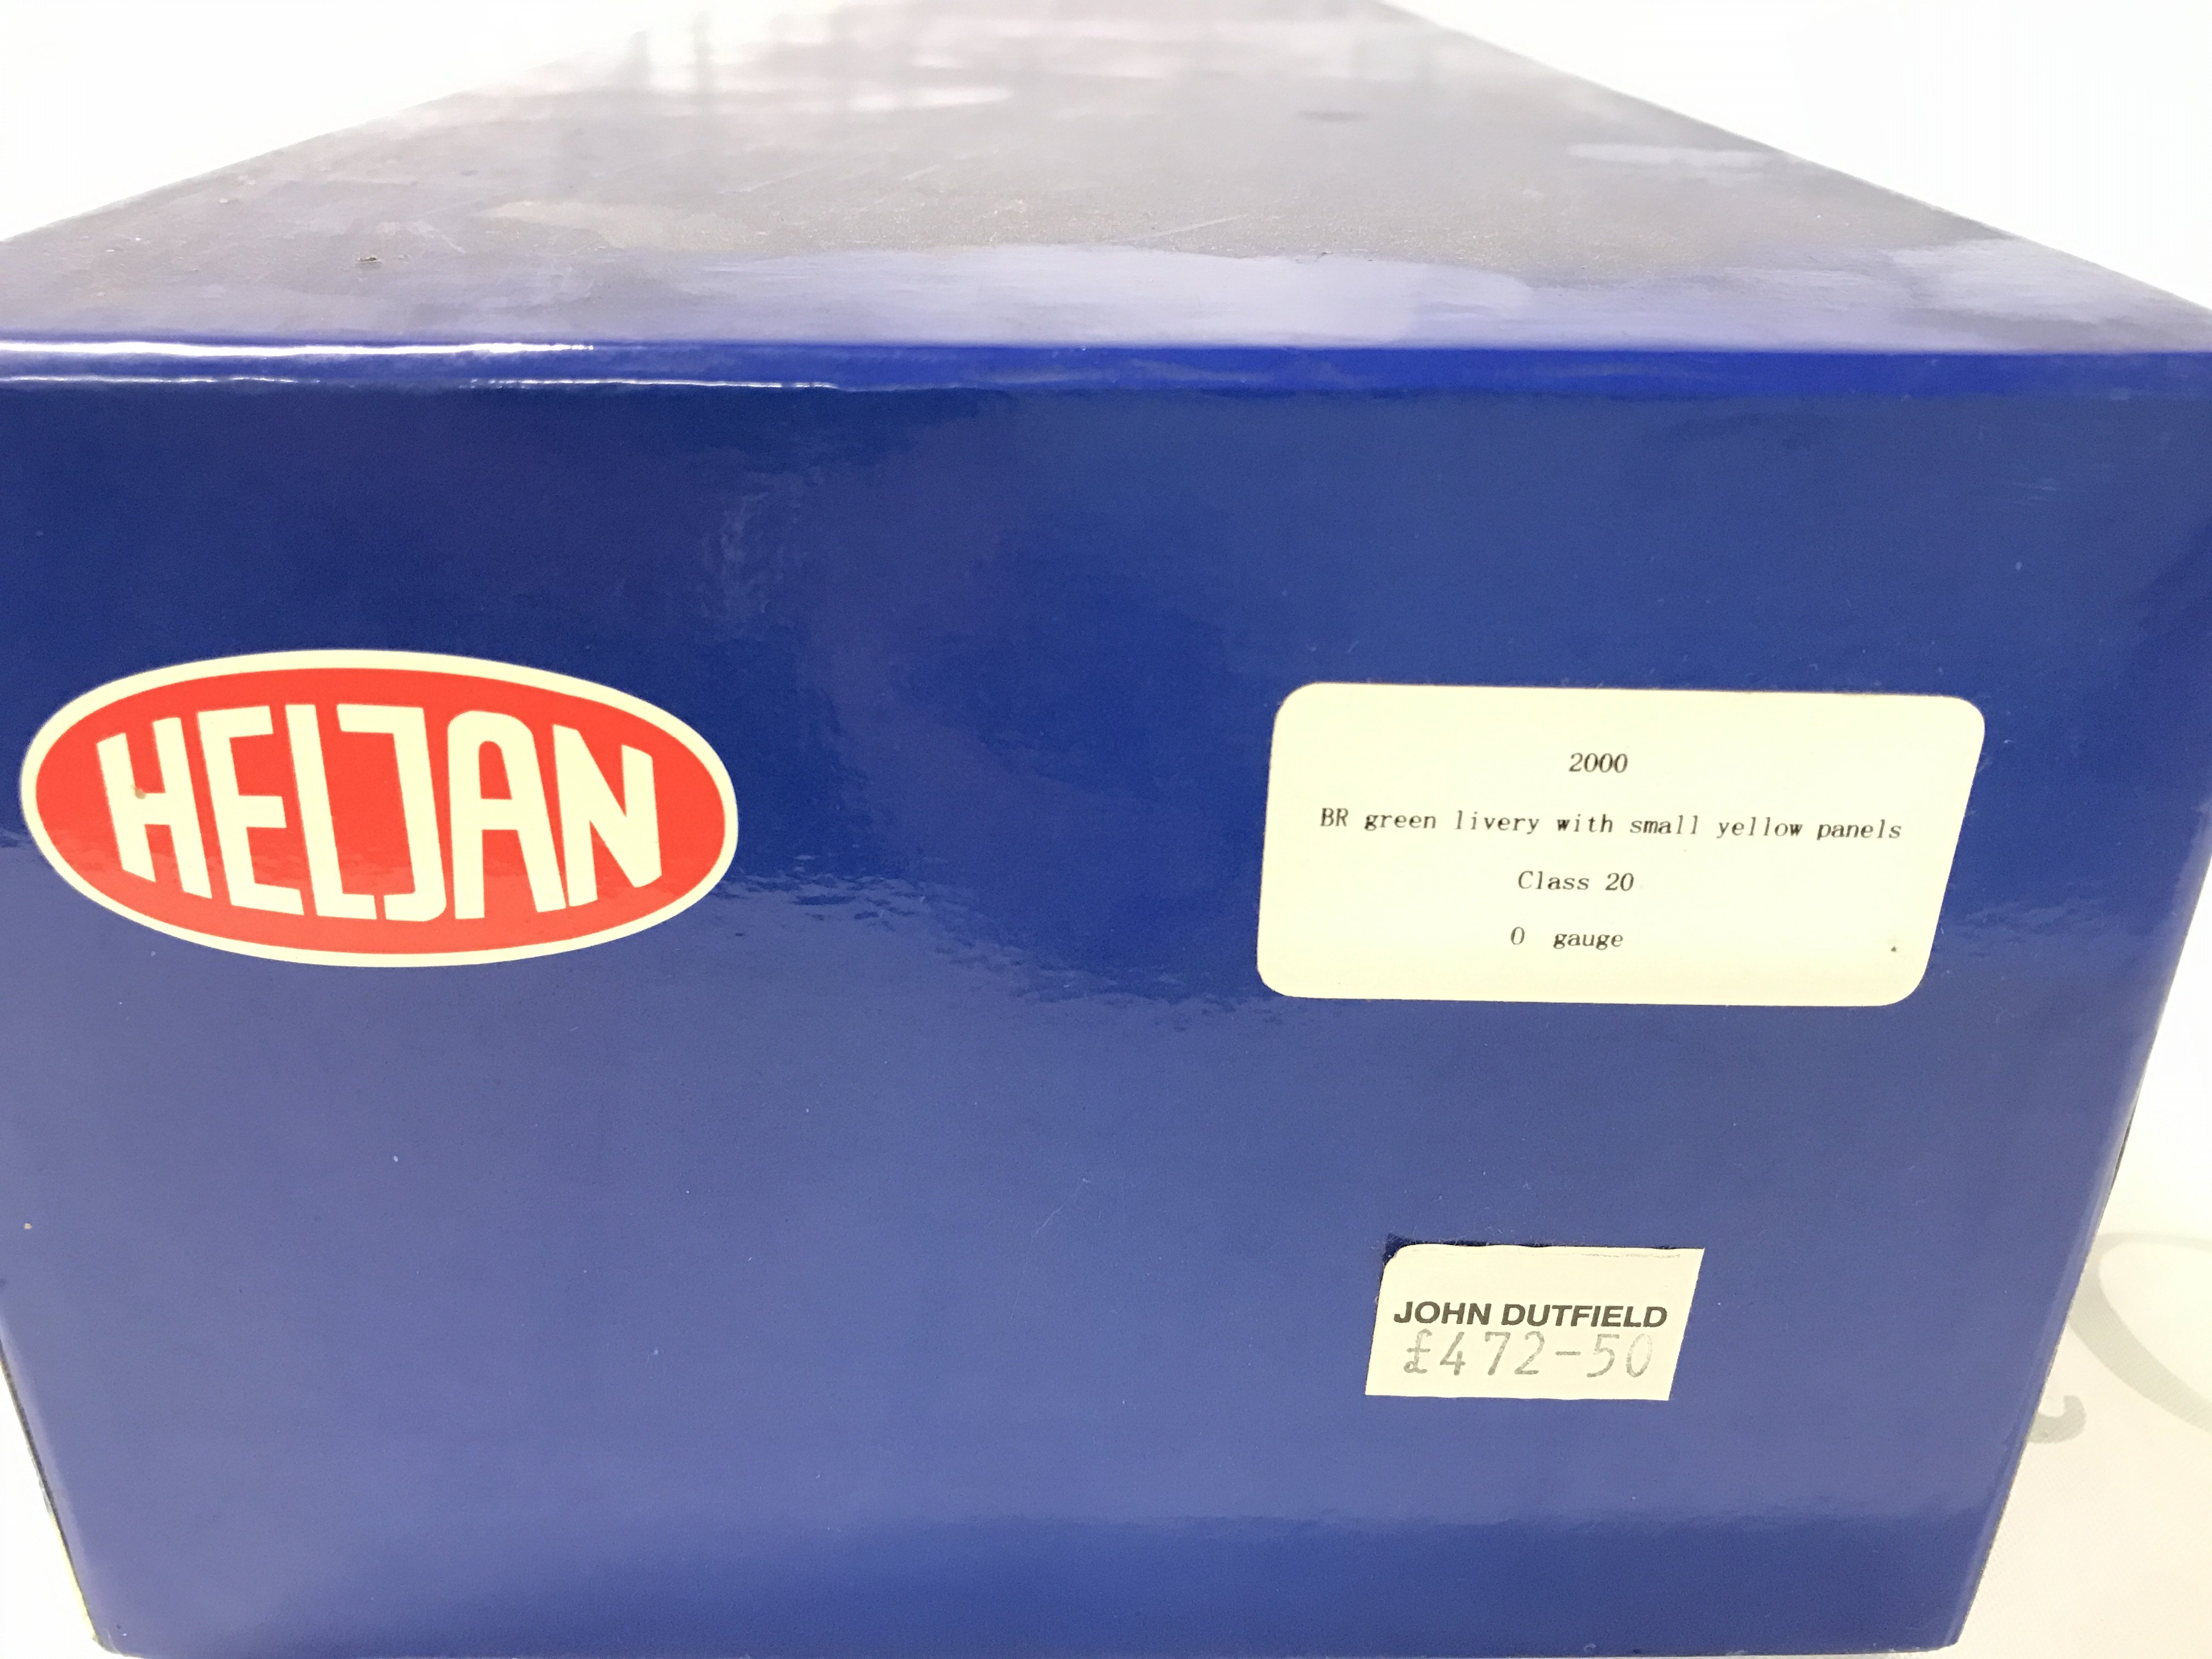 HELJAN
2000
BR green livery with small yellow panels
Class 20
0 gauge
JOHN DUTFIELD
£472-50